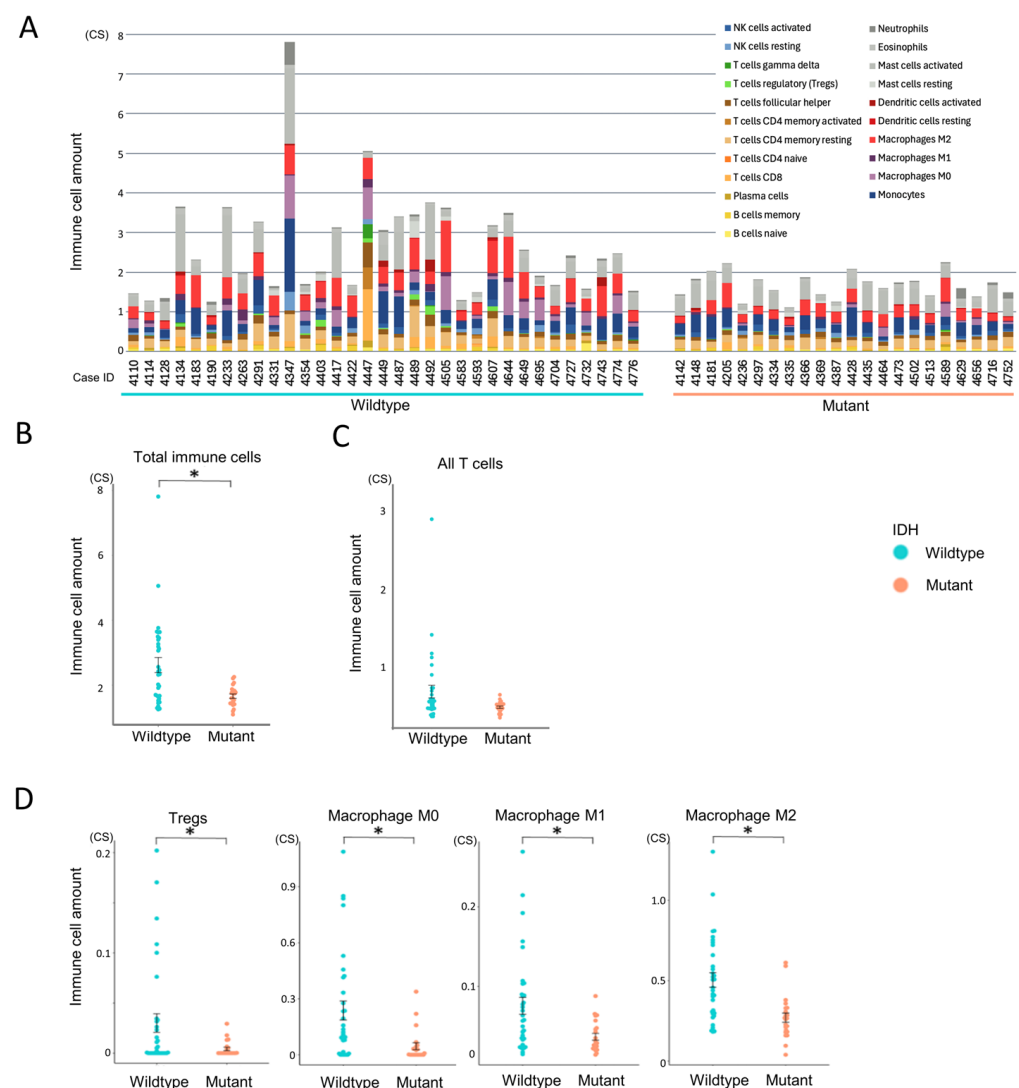 A
(CS)
8
7
6
5
4
3
2
1
0
Immune cell amount
NK cells activated
NK cells resting
T cells gamma delta
T cells regulatory (Tregs)
T cells follicular helper
T cells CD4 memory activated
T cells CD4 memory resting
T cells CD4 naive
T cells CD8
Plasma cells
B cells memory
B cells naive
Neutrophils
Eosinophils
Mast cells activated
Mast cells resting
Dendritic cells activated
Dendritic cells resting
Macrophages M2
Macrophages M1
Macrophages M0
Monocytes
Case ID 4110 4114 4128 4134 4183 4190 4233 4263 4291 4331 4347 4354 4403 4417 4422 4447 4449 4487 4489 4492 4505 4583 4593 4607 4644 4649 4695 4704 4727 4732 4743 4774 4776 4142 4148 4181 4205 4236 4297 4334 4335 4366 4369 4387 4428 4435 4464 4473 4502 4513 4589 4629 4656 4716 4752
Wildtype Mutant
B
Total immune cells
(CS)
*
8
6
4
2
Immune cell amount
Wildtype Mutant
C
All T cells
(CS)
3
2
1
Immune cell amount
Wildtype Mutant
IDH
Wildtype
Mutant
D
Tregs
(CS)
*
0.2
0.1
0
Immune cell amount
Wildtype Mutant
Macrophage M0
(CS)
*
0.9
0.6
0.3
0
Wildtype Mutant
Macrophage M1
(CS)
*
0.2
0.1
0
Wildtype Mutant
Macrophage M2
(CS)
*
1.0
0.5
0
Wildtype Mutant